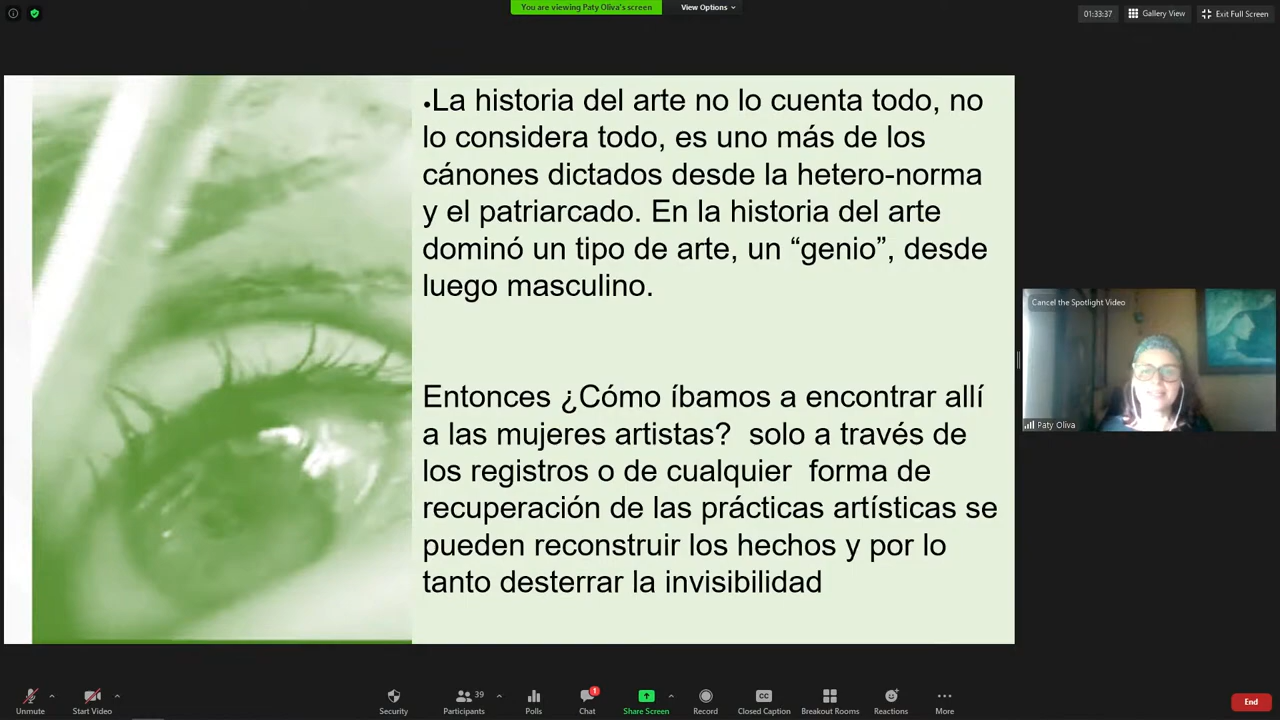 You are viewing Paty Oliva's screen
View Options
01:33:37
Gallery View
Exit Full Screen
•La historia del arte no lo cuenta todo, no
lo considera todo, es uno más de los
cánones dictados desde la hetero-norma
y el patriarcado. En la historia del arte
dominó un tipo de arte, un “genio”, desde
luego masculino.
Entonces ¿Cómo íbamos a encontrar allí
a las mujeres artistas?  solo a través de
los registros o de cualquier  forma de
recuperación de las prácticas artísticas se
pueden reconstruir los hechos y por lo
tanto desterrar la invisibilidad
Cancel the Spotlight Video
Paty Oliva
Unmute
Start Video
Security
Participants
39
Polls
Chat
1
Share Screen
Record
CC
Closed Caption
Breakout Rooms
Reactions
More
End